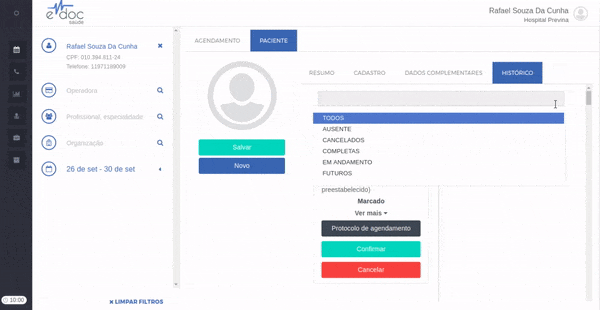 e doc
saúde
Rafael Souza Da Cunha
Hospital Previna
AGENDAMENTO
PACIENTE
Rafael Souza Da Cunha
CPF: 010.394.811-24
Telefone: 11971188009
Operadora
Profissional, especialidade
Organização
26 de set - 30 de set
LIMPAR FILTROS
10:00
Salvar
Novo
RESUMO
CADASTRO
DADOS COMPLEMENTARES
HISTÓRICO
TODOS
AUSENTE
CANCELADOS
COMPLETAS
EM ANDAMENTO
FUTUROS
preestabelecido)
Marcado
Ver mais
Protocolo de agendamento
Confirmar
Cancelar